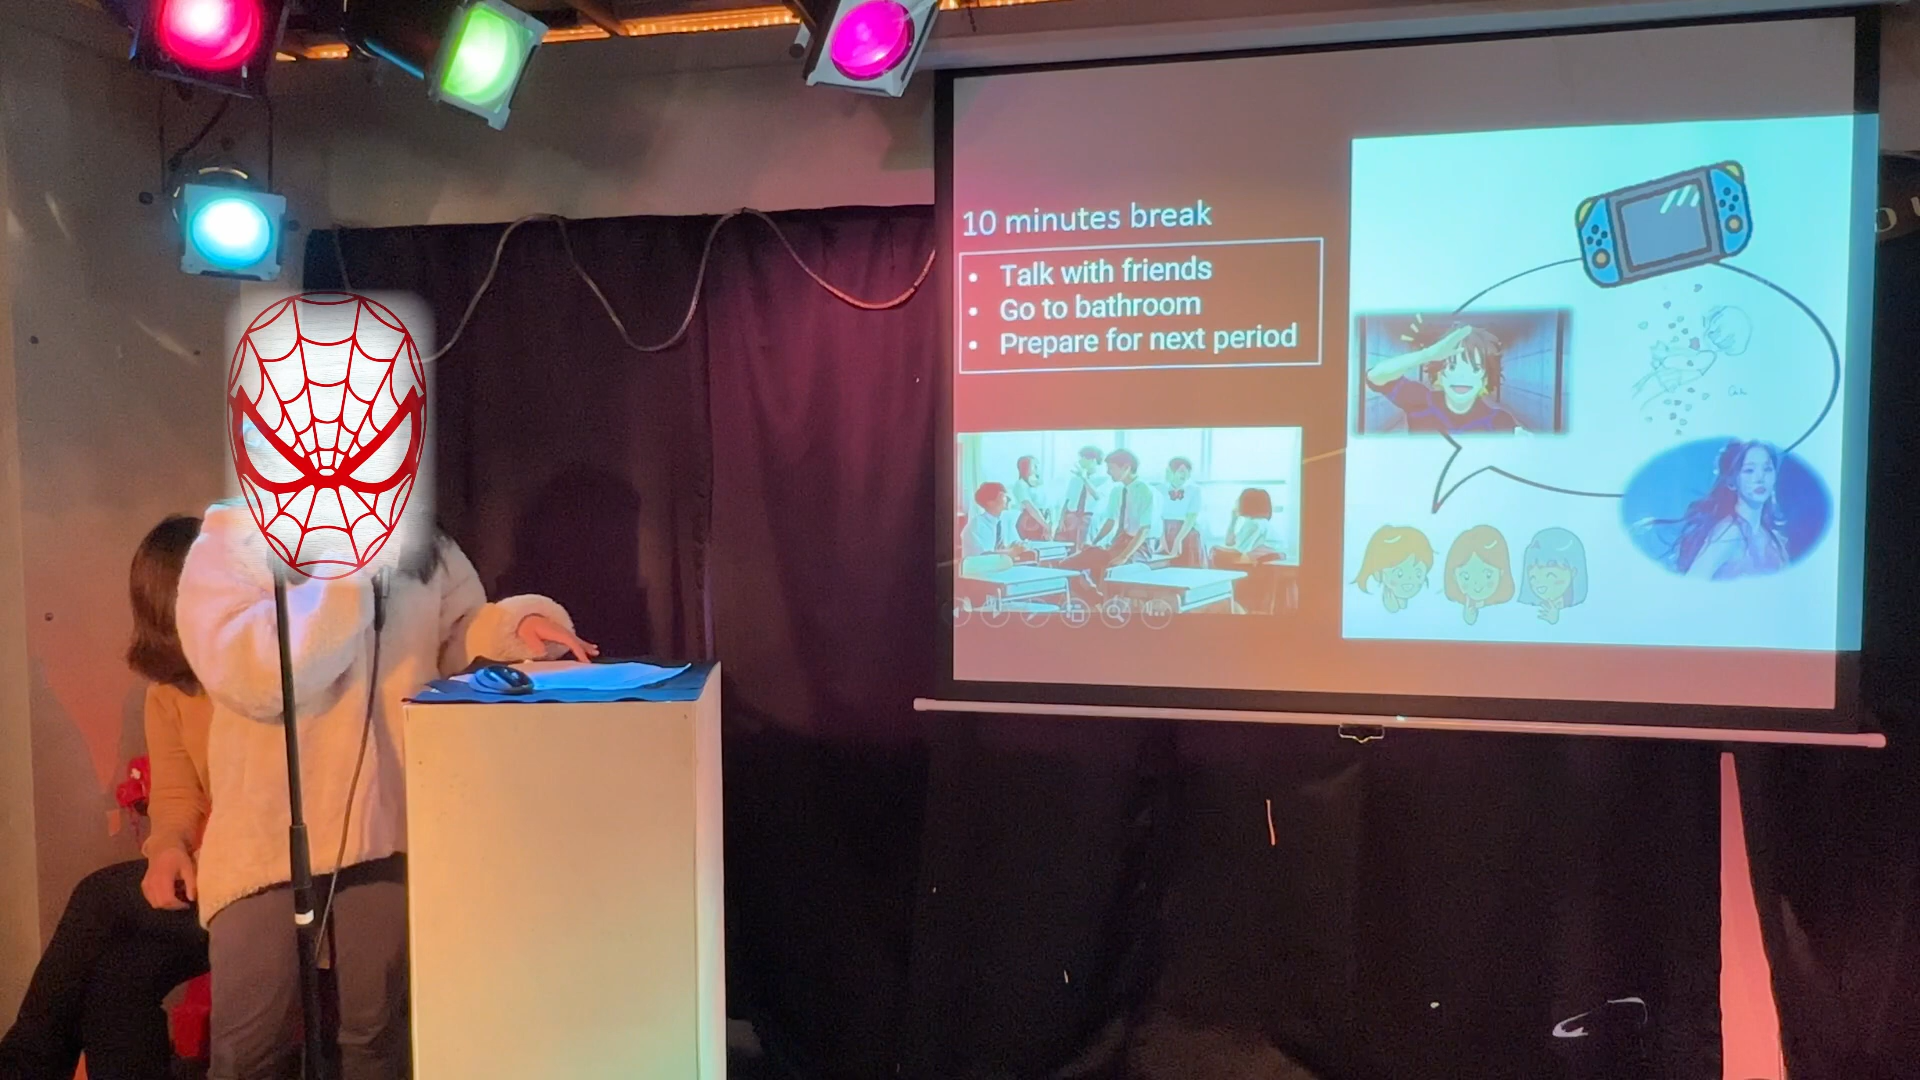 10 minutes break
• Talk with friends
• Go to bathroom
• Prepare for next period